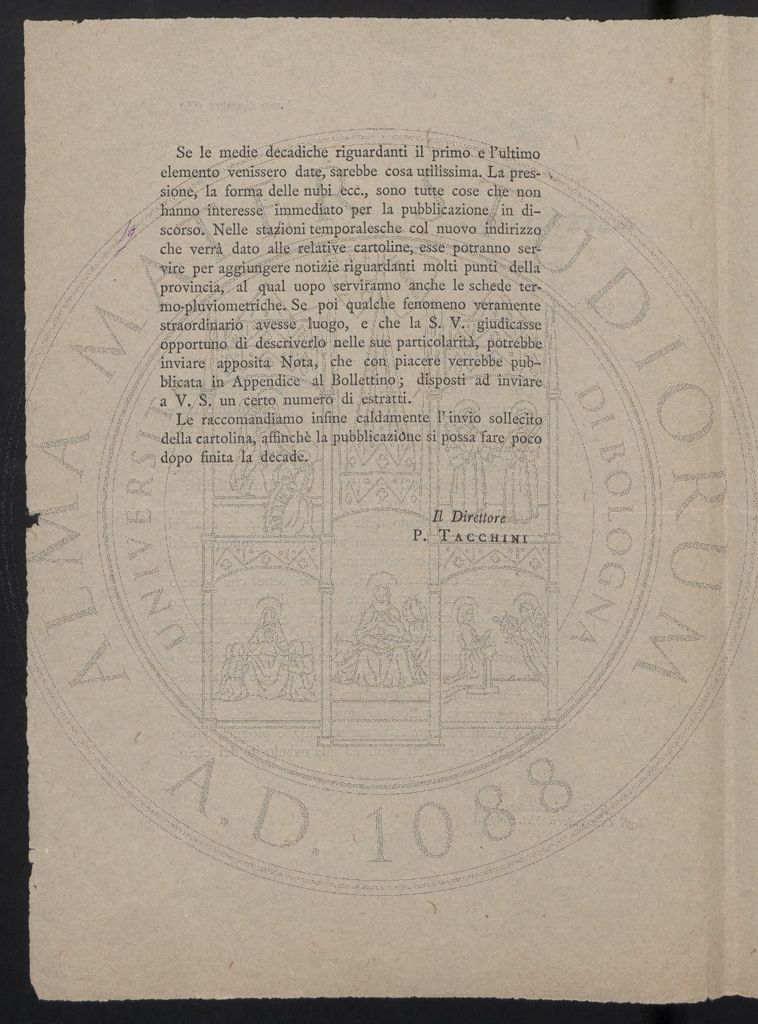 Se le medie decadiche riguardanti il primo e l'ultimo
elemento venissero date, sarebbe cosa utilissima. La pres-
sione, la forma delle nubi ecc., sono tutte cose che non
hanno interesse immediato per la pubblicazione in di-
scorso. Nelle stazioni temporalesche col nuovo indirizzo
che verrà dato alle relative cartoline, esse potranno ser-
vire per aggiungere notizie riguardanti molti punti della
provincia, al qual uopo serviranno anche le schede ter-
mo-pluviometriche. Se poi qualche fenomeno veramente
straordinario avesse luogo, e che la S. V. giudicasse
opportuno di descriverlo nelle sue particolarità, potrebbe
inviare apposita Nota, che con piacere verrebbe pub-
blicata in Appendice al Bollettino; disposti ad inviare
a V. S. un certo numero di estratti.
Le raccomandiamo infine caldamente l'invio sollecito
della cartolina, affinchè la pubblicazione si possa fare poco
dopo finita la decade.
Il Direttore
P. TACCHINI
ALMA MATER STUDIORUM
UNIVERSITÀ DI BOLOGNA
A.D. 1088